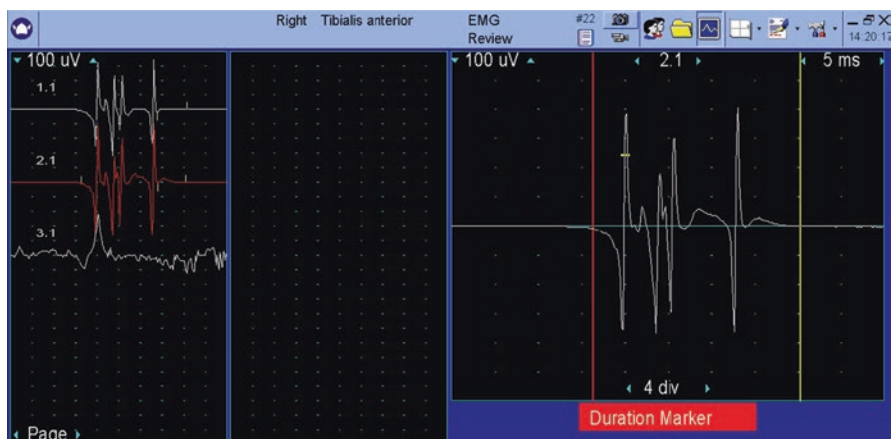 Right Tibialis anterior EMG Review #22
14:20:17
100 uV
1.1
2.1
3.1
Page
100 uV 2.1 5 ms
4 div
Duration Marker